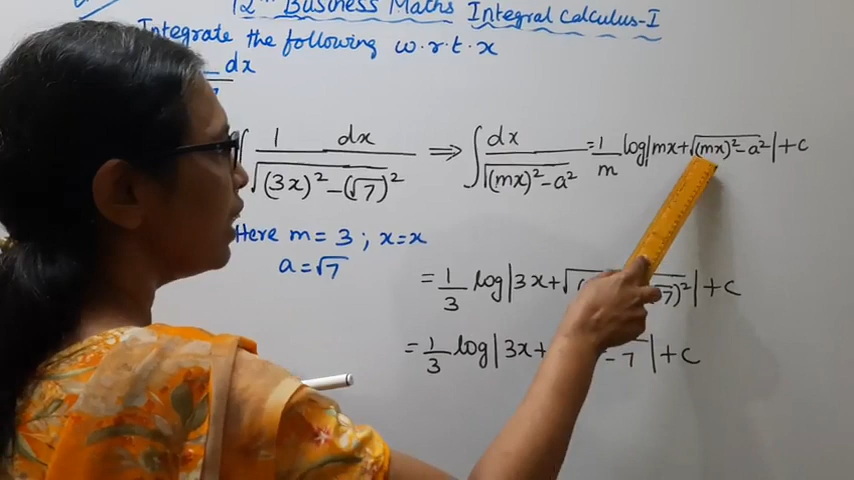 12th Business Maths Integral Calculus-I
Integrate the following w.r.t. x
dx
∫ 1 dx / √((3x)² - (√7)²) ⇒ ∫ dx / √((mx)² - a²) = 1/m log|mx+√((mx)² - a²)|+c
Here m = 3 ; x = x
a = √7
= 1/3 log|3x+√( 7)²|+c
= 1/3 log|3x+ - 7|+c